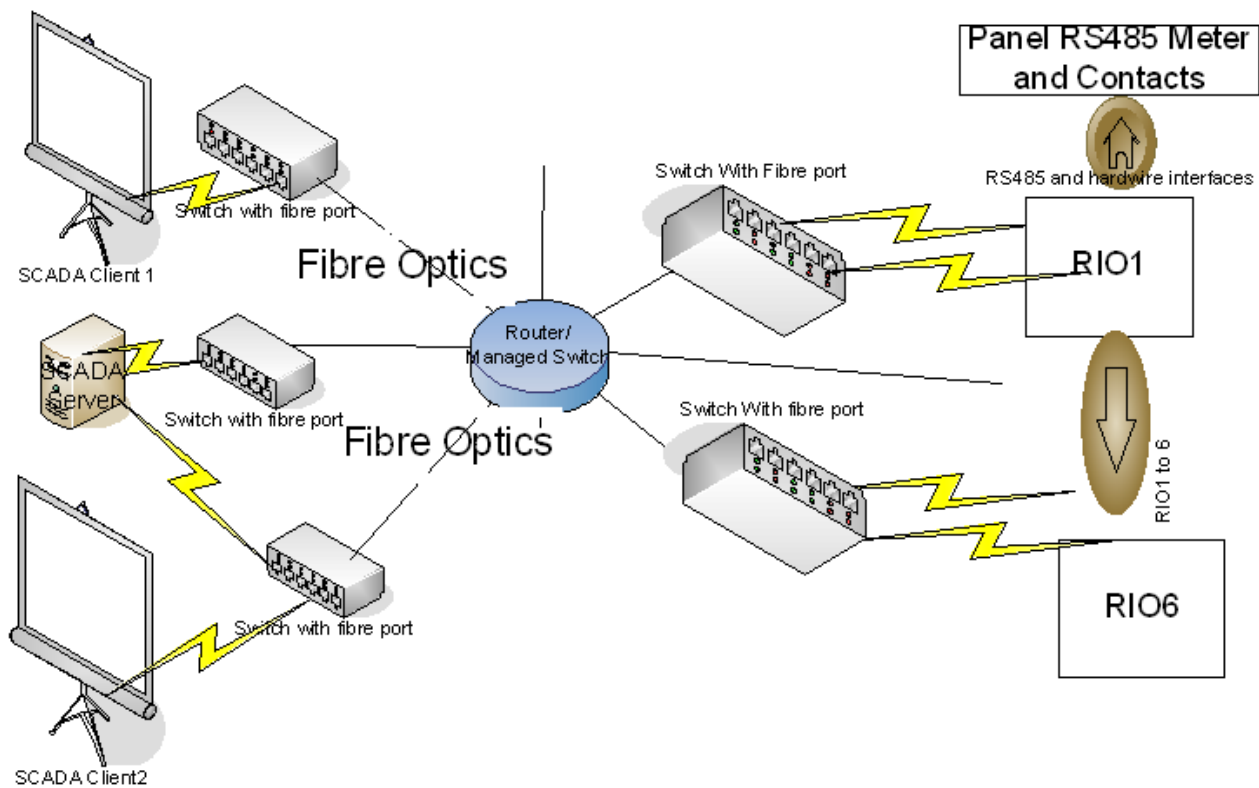 Panel RS485 Meter
and Contacts
RS485 and hardwire interfaces
Switch With Fibre port
Switch with fibre port
RIO1
SCADA Client 1
Fibre Optics
Router/
Managed Switch
SCADA
Server
Switch with fibre port
Switch With fibre port
Fibre Optics
RIO1 to 6
RIO6
Switch with fibre port
SCADA Client2